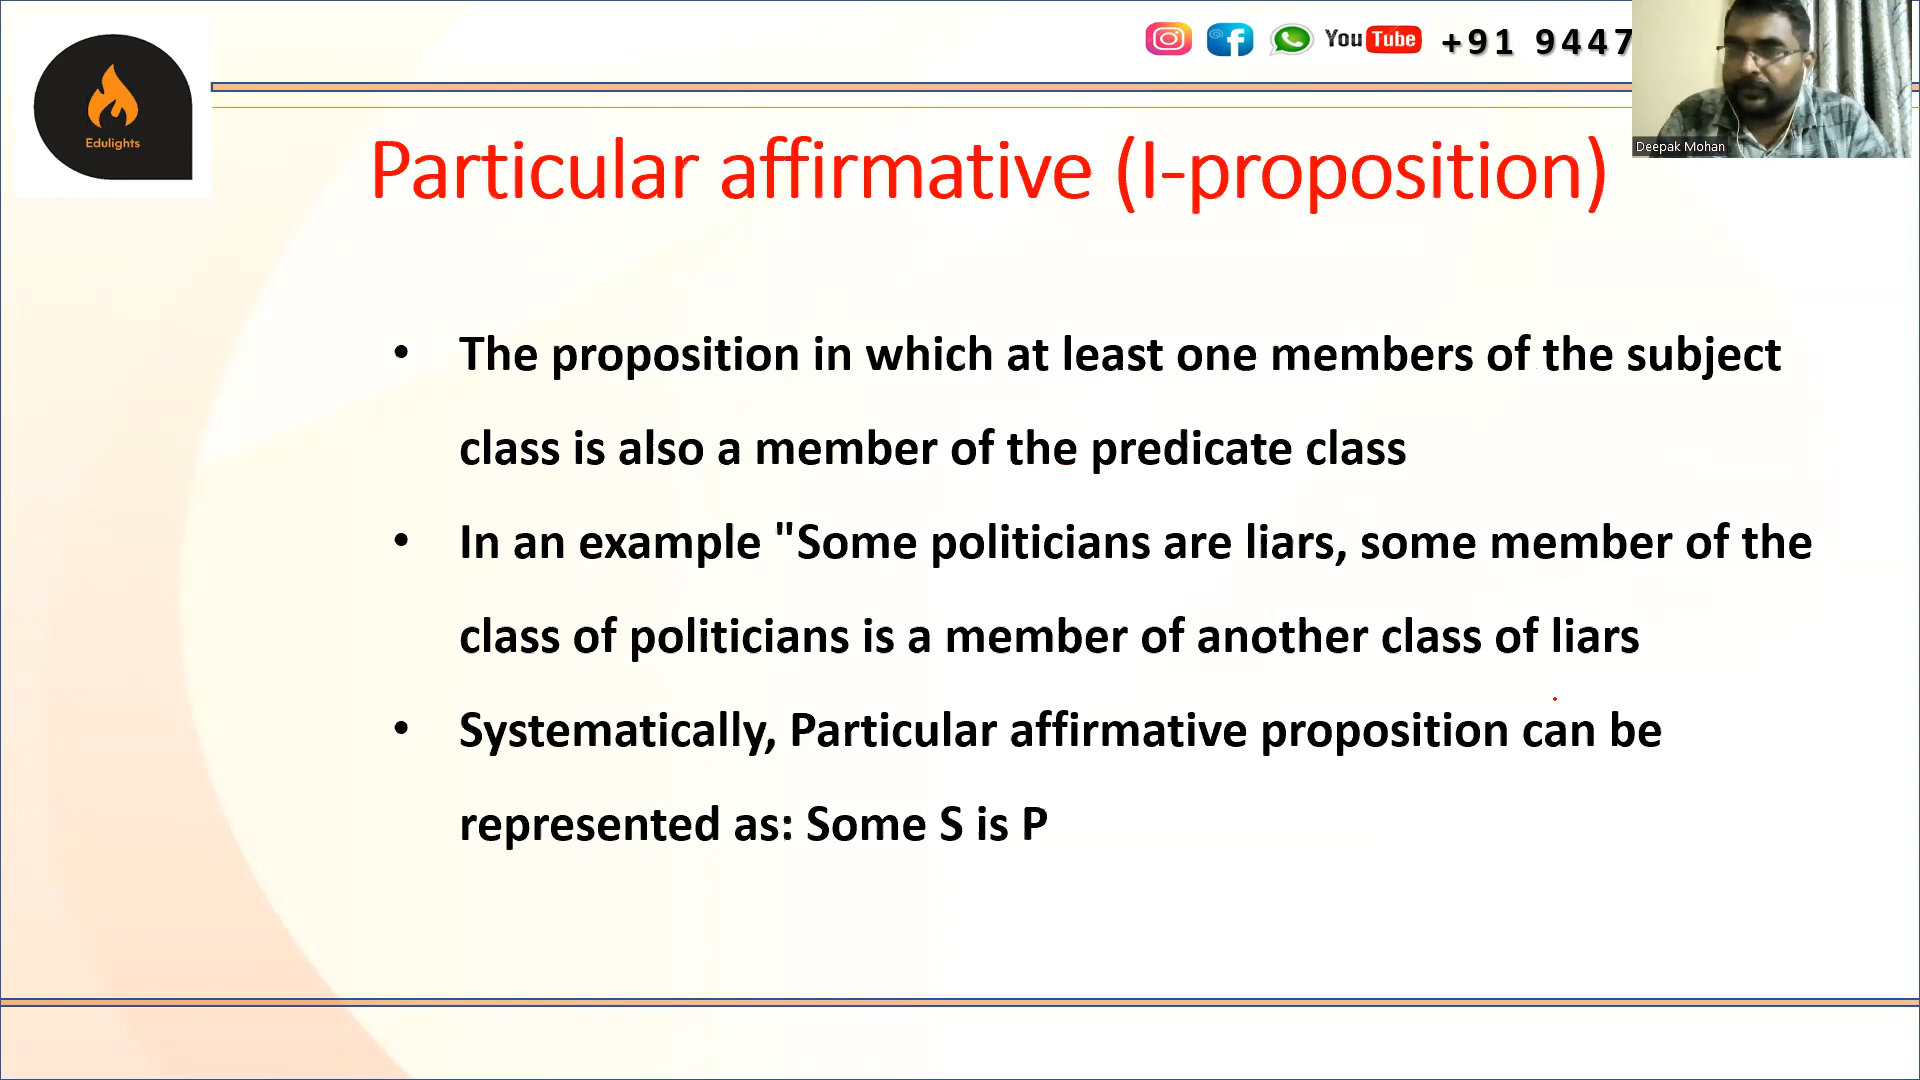 Edulights
You Tube +91 9447
Deepak Mohan
Particular affirmative (I-proposition)
• The proposition in which at least one members of the subject
class is also a member of the predicate class
• In an example "Some politicians are liars, some member of the
class of politicians is a member of another class of liars
• Systematically, Particular affirmative proposition can be
represented as: Some S is P